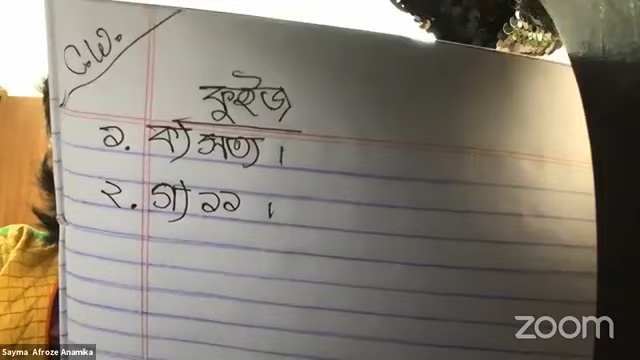 C.W.
কুইজ
১. ক) সত্য ।
২. গ) ১১ ।
zoom
Sayma Afroze Anamika